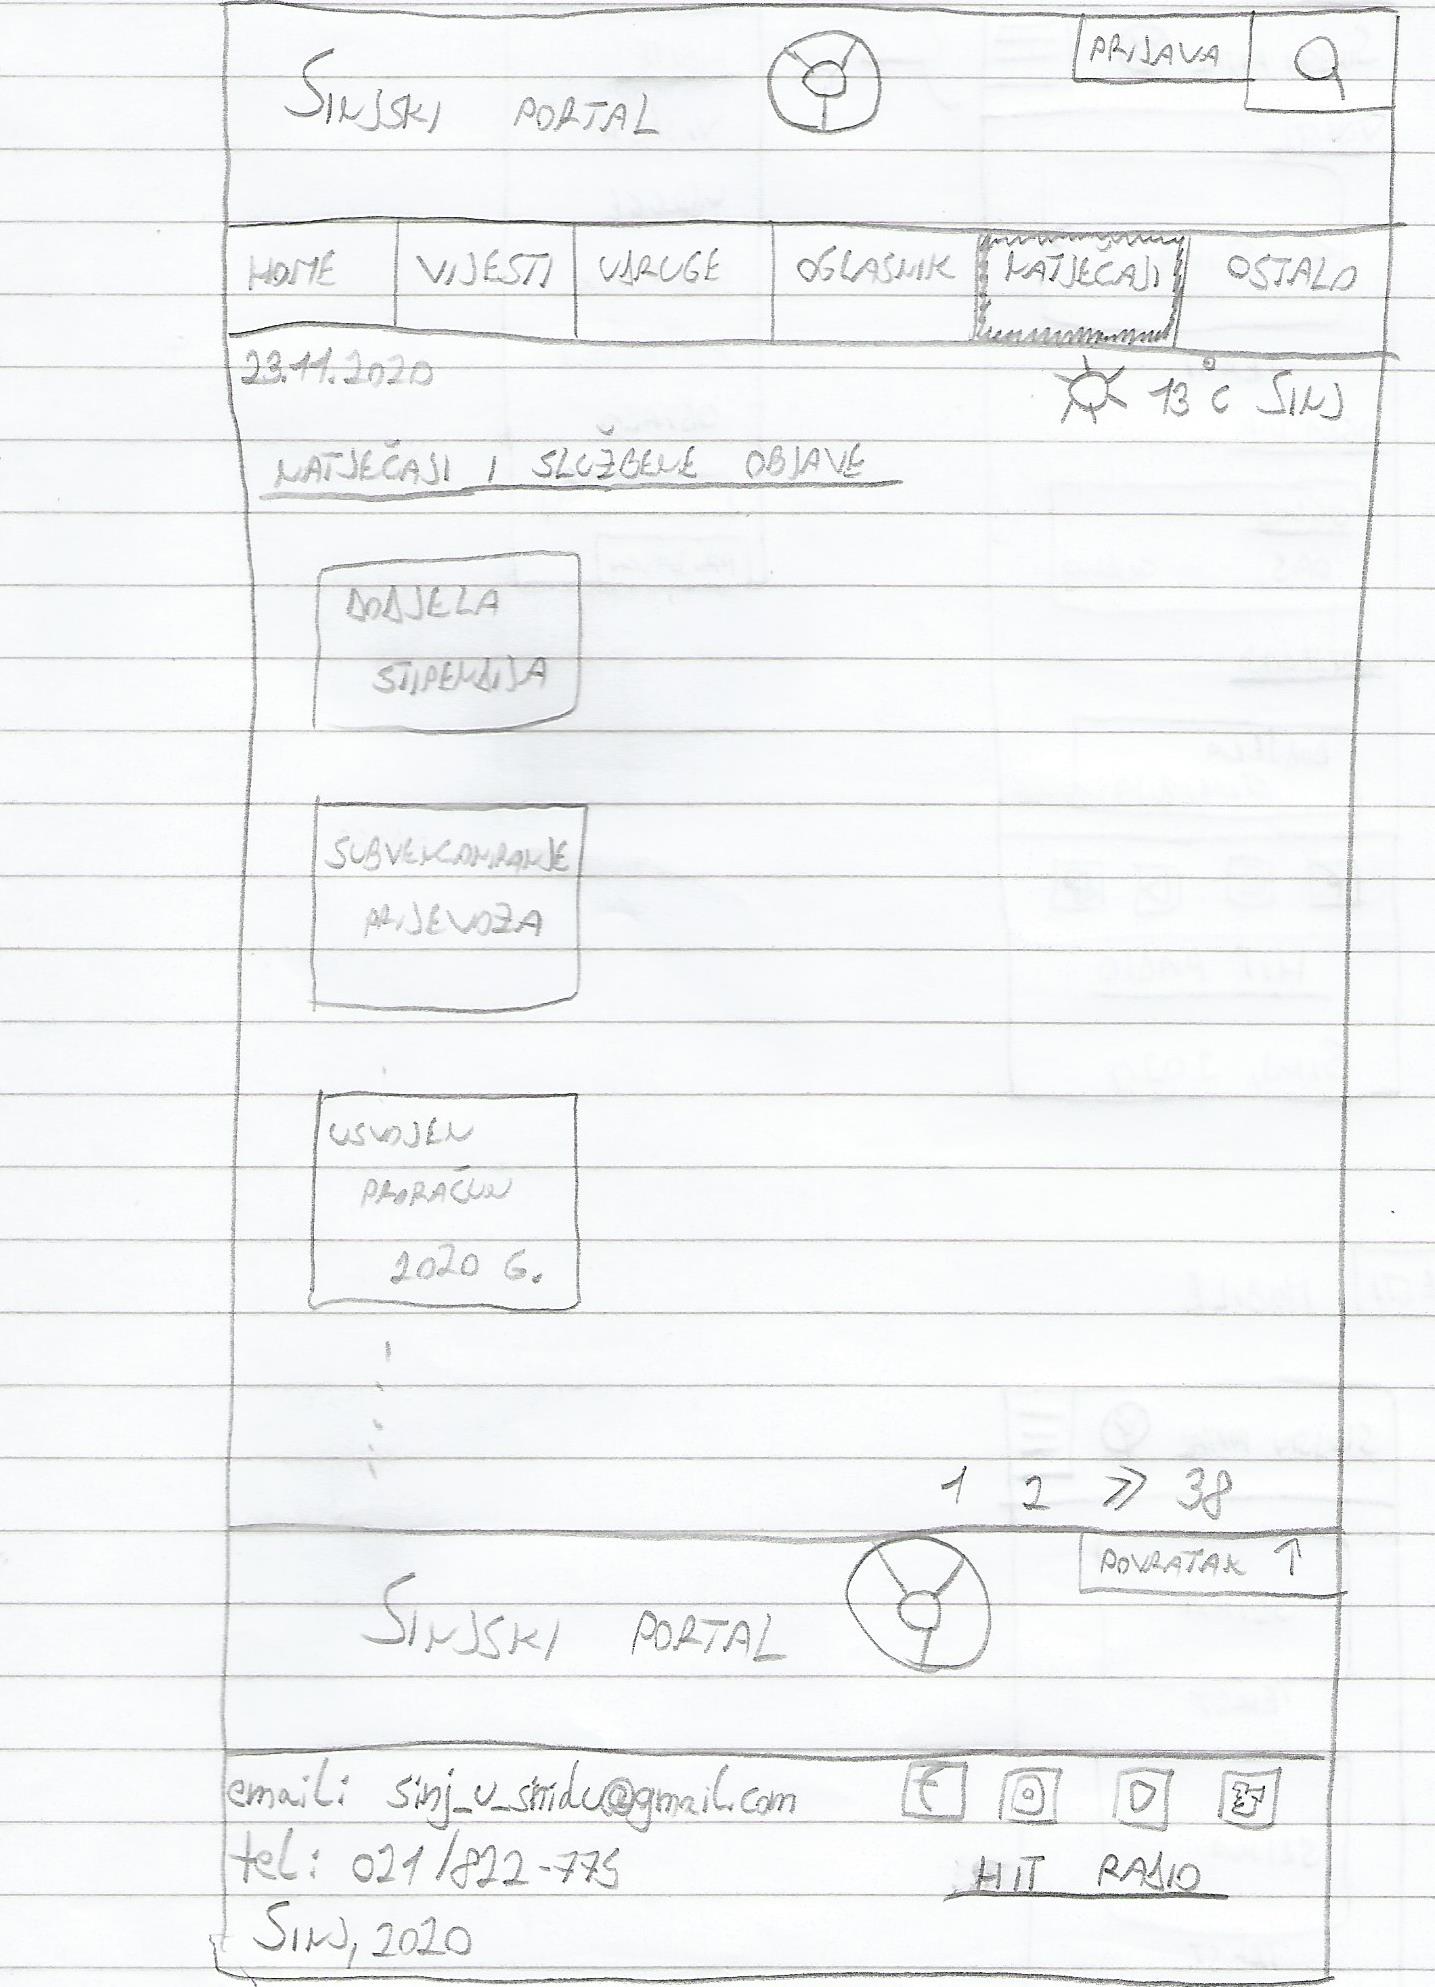 SINJSKI PORTAL
PRIJAVA
HOME VIJESTI UDRUGE OGLASNIK NATJEČAJI OSTALO
23.11.2020
13°C SINJ
NATJEČAJI I SLUŽBENE OBJAVE
DODJELA
STIPENDIJA
SUBVENCIONIRANJE
PRIJEVOZA
USVOJEN
PRORAČUN
2020 G.
1 2 >> 38
POVRATAK ↑
SINJSKI PORTAL
email: sinj_u_sridu@gmail.com
tel: 021/822-775
HIT RADIO
SINJ, 2020